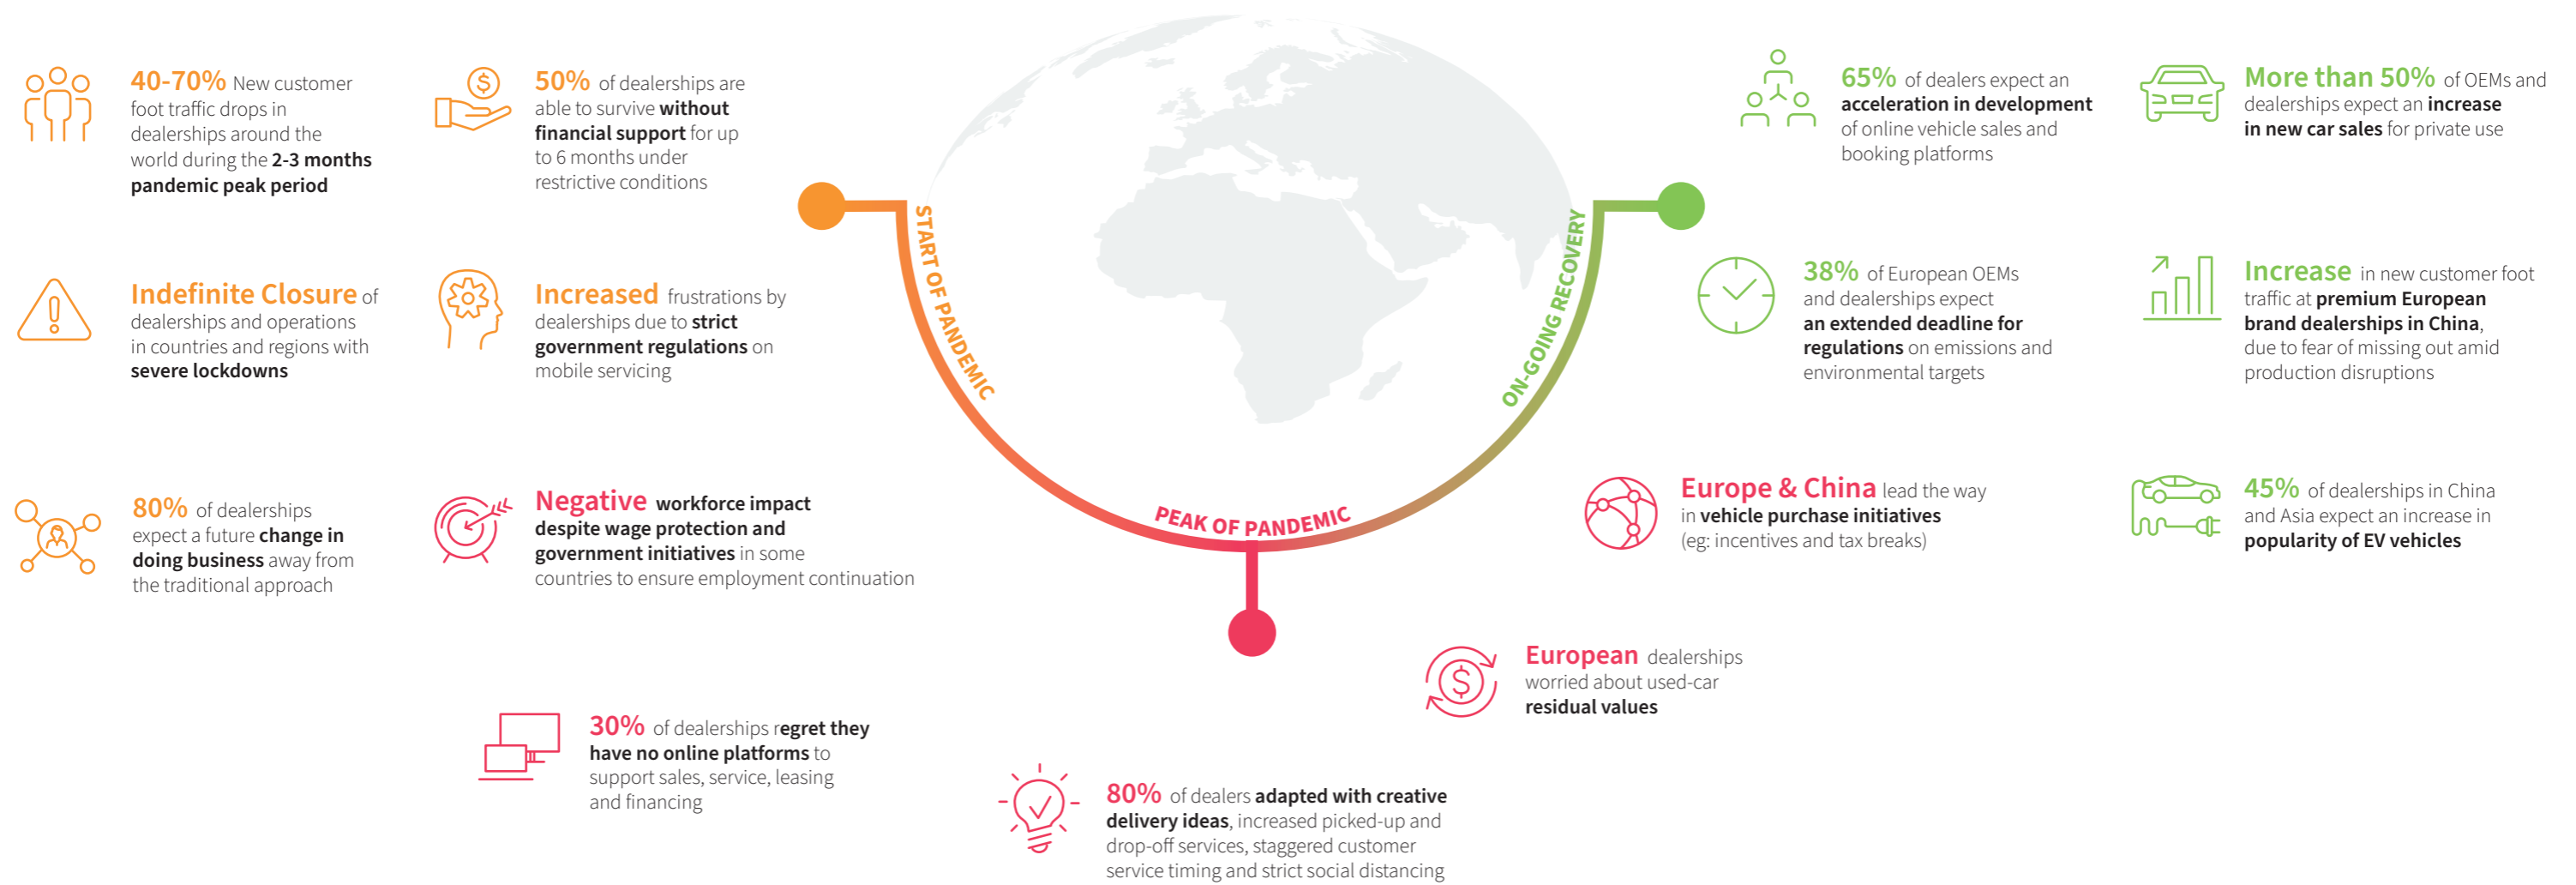 40-70% New customer
foot traffic drops in
dealerships around the
world during the 2-3 months
pandemic peak period
50% of dealerships are
able to survive without
financial support for up
to 6 months under
restrictive conditions
Indefinite Closure of
dealerships and operations
in countries and regions with
severe lockdowns
Increased frustrations by
dealerships due to strict
government regulations on
mobile servicing
80% of dealerships
expect a future change in
doing business away from
the traditional approach
Negative workforce impact
despite wage protection and
government initiatives in some
countries to ensure employment continuation
30% of dealerships regret they
have no online platforms to
support sales, service, leasing
and financing
START OF PANDEMIC
PEAK OF PANDEMIC
ON-GOING RECOVERY
80% of dealers adapted with creative
delivery ideas, increased picked-up and
drop-off services, staggered customer
service timing and strict social distancing
European dealerships
worried about used-car
residual values
Europe & China lead the way
in vehicle purchase initiatives
(eg: incentives and tax breaks)
65% of dealers expect an
acceleration in development
of online vehicle sales and
booking platforms
More than 50% of OEMs and
dealerships expect an increase
in new car sales for private use
38% of European OEMs
and dealerships expect
an extended deadline for
regulations on emissions and
environmental targets
Increase in new customer foot
traffic at premium European
brand dealerships in China,
due to fear of missing out amid
production disruptions
45% of dealerships in China
and Asia expect an increase in
popularity of EV vehicles